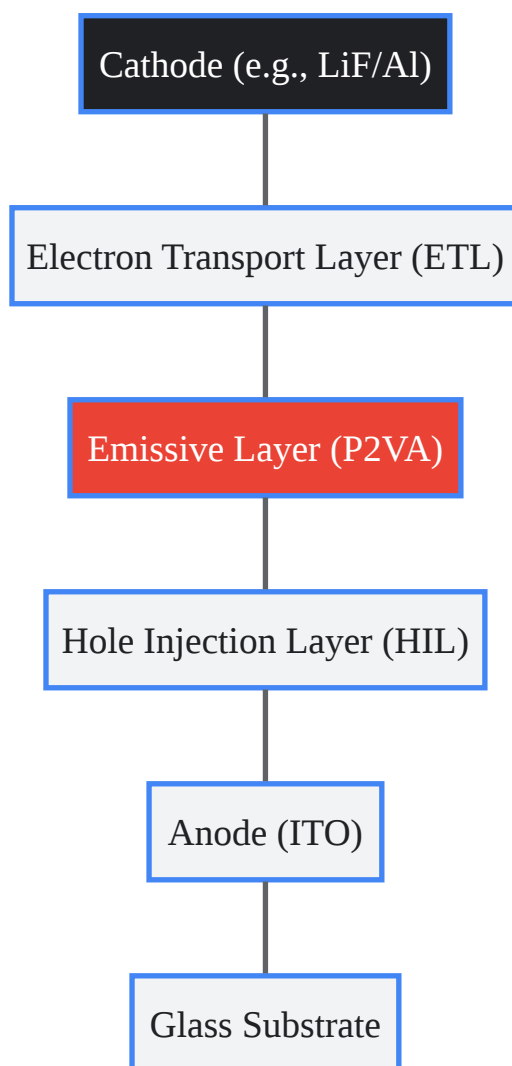 Cathode (e.g., LiF/Al)
Electron Transport Layer (ETL)
Emissive Layer (P2VA)
Hole Injection Layer (HIL)
Anode (ITO)
Glass Substrate